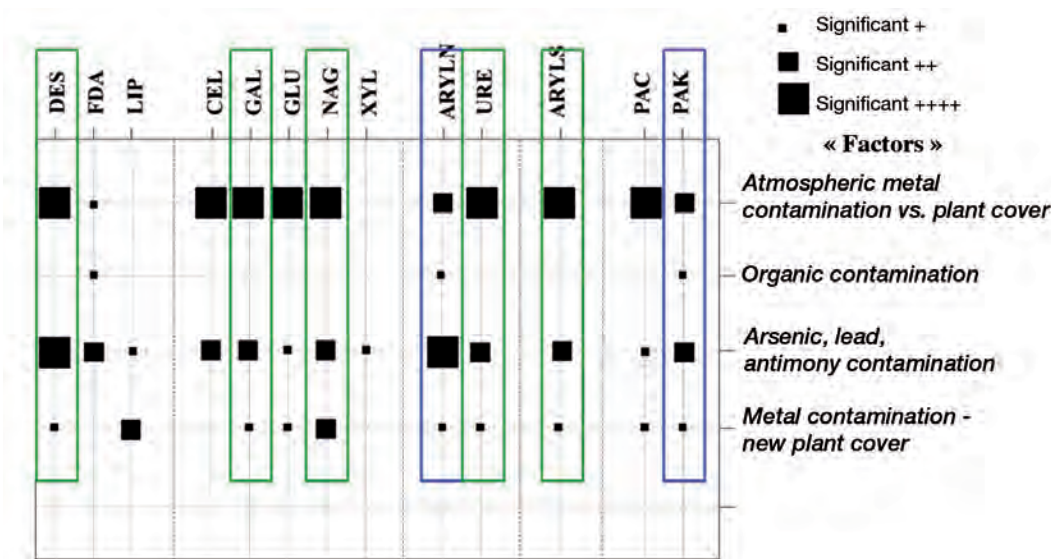 Significant +
Significant ++
Significant ++++
DES FDA LIP CEL GAL GLU NAG XYL ARYLN URE ARYLS PAC PAK
« Factors »
Atmospheric metal
contamination vs. plant cover
Organic contamination
Arsenic, lead,
antimony contamination
Metal contamination -
new plant cover